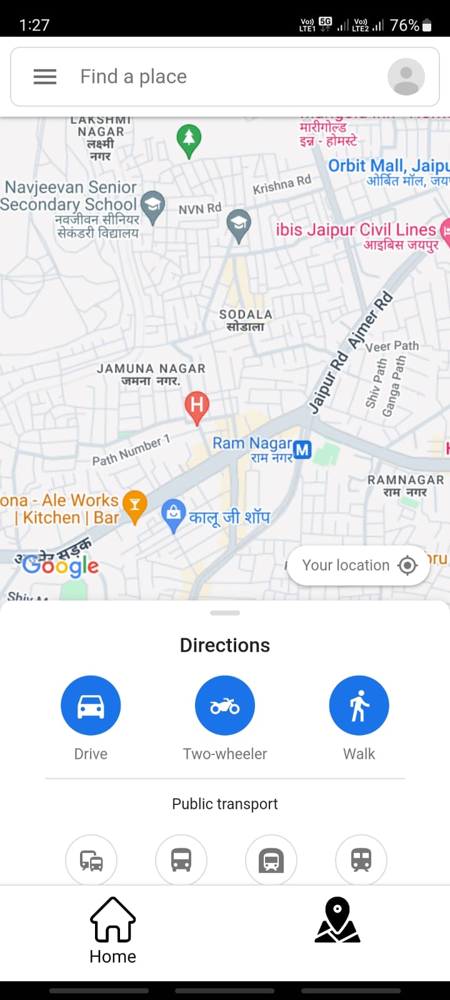 1:27
Vo)) LTE1 5G Vo)) LTE2 76%
Find a place
LAKSHMI
NAGAR
लक्ष्मी
नगर
मारीगोल्ड
इन्न - होमस्टे
Orbit Mall, Jaipu
ओर्बित मॉल, जय
Krishna Rd
Navjeevan Senior
Secondary School
नवजीवन सीनियर
सेकंडरी विद्यालय
NVN Rd
ibis Jaipur Civil Lines
आइबिस जयपुर
SODALA
सोडाला
Jaipur Rd Ajmer Rd
Veer Path
Shiv Path
Ganga Path
JAMUNA NAGAR
जमना नगर.
H
Path Number 1
Ram Nagar
राम नगर
M
RAMNAGAR
राम नगर
ona - Ale Works
| Kitchen | Bar
कालू जी शॉप
सड़क
Google
Your location
oru
Shiv
Directions
Drive Two-wheeler Walk
Public transport
Home